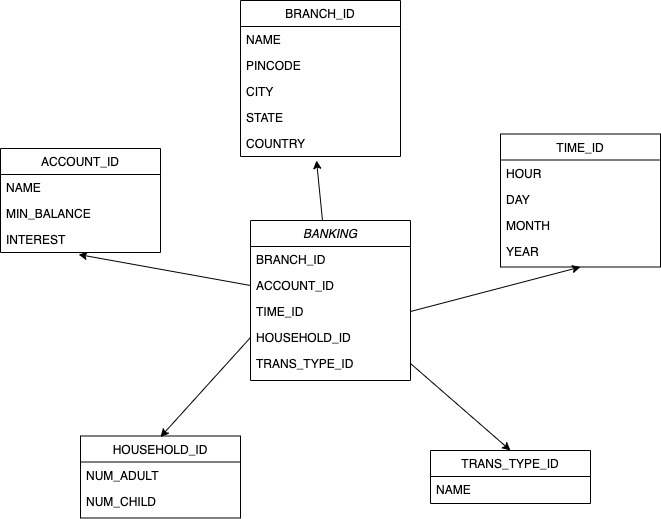 BRANCH_ID
NAME
PINCODE
CITY
STATE
COUNTRY
ACCOUNT_ID
NAME
MIN_BALANCE
INTEREST
TIME_ID
HOUR
DAY
MONTH
YEAR
BANKING
BRANCH_ID
ACCOUNT_ID
TIME_ID
HOUSEHOLD_ID
TRANS_TYPE_ID
HOUSEHOLD_ID
NUM_ADULT
NUM_CHILD
TRANS_TYPE_ID
NAME